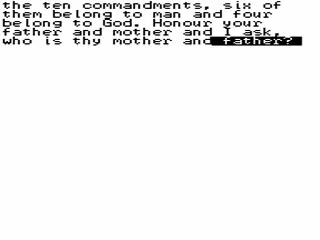 the ten commandments, six of
them belong to man and four
belong to God. Honour your
father and mother and I ask,
who is thy mother and father?